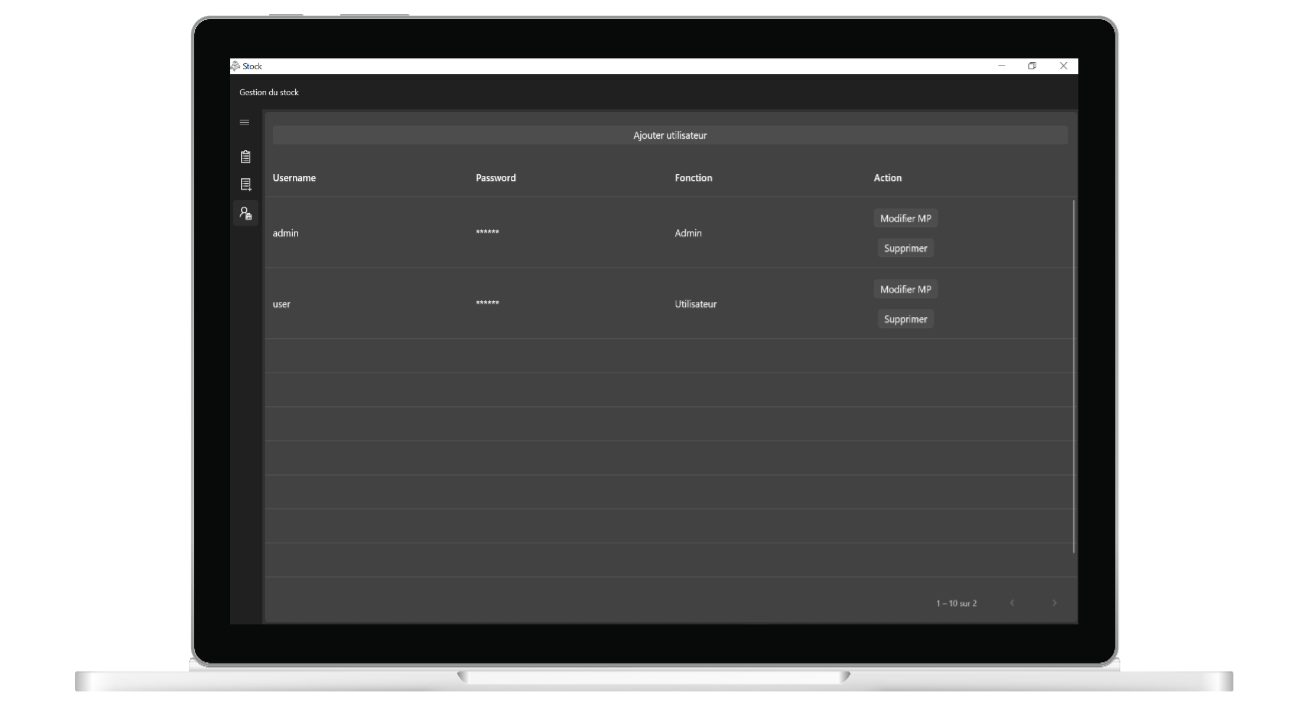 Stock
Gestion du stock
Ajouter utilisateur
Username Password Fonction Action
admin ****** Admin Modifier MP
Supprimer
user ****** Utilisateur Modifier MP
Supprimer
1 – 10 sur 2